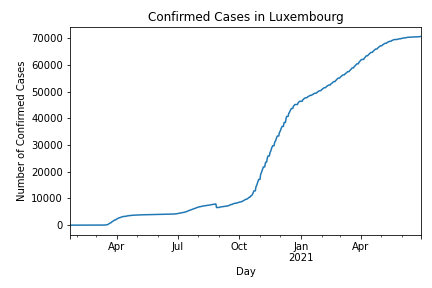 Confirmed Cases in Luxembourg
Number of Confirmed Cases
70000
60000
50000
40000
30000
20000
10000
0
Apr
Jul
Oct
Jan
2021
Apr
Day